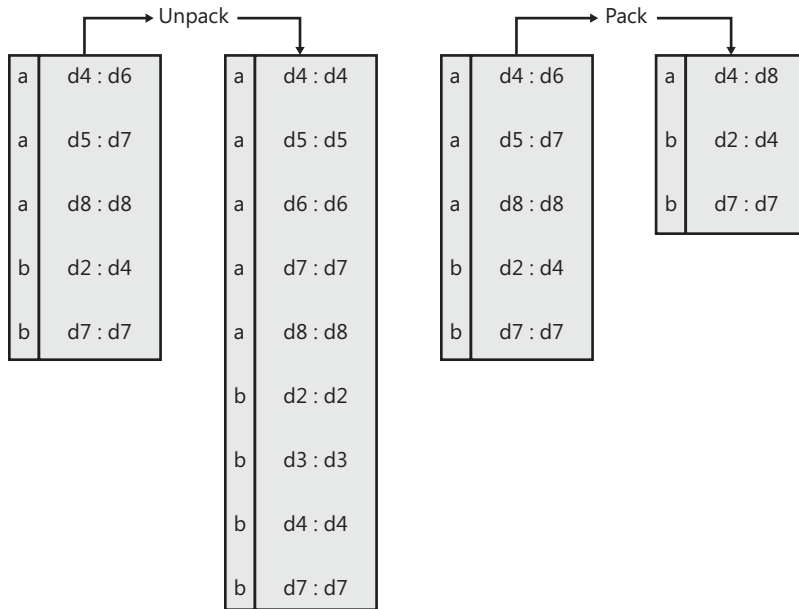 Unpack
a d4 : d6
a d5 : d7
a d8 : d8
b d2 : d4
b d7 : d7
a d4 : d4
a d5 : d5
a d6 : d6
a d7 : d7
a d8 : d8
b d2 : d2
b d3 : d3
b d4 : d4
b d7 : d7
Pack
a d4 : d6
a d5 : d7
a d8 : d8
b d2 : d4
b d7 : d7
a d4 : d8
b d2 : d4
b d7 : d7